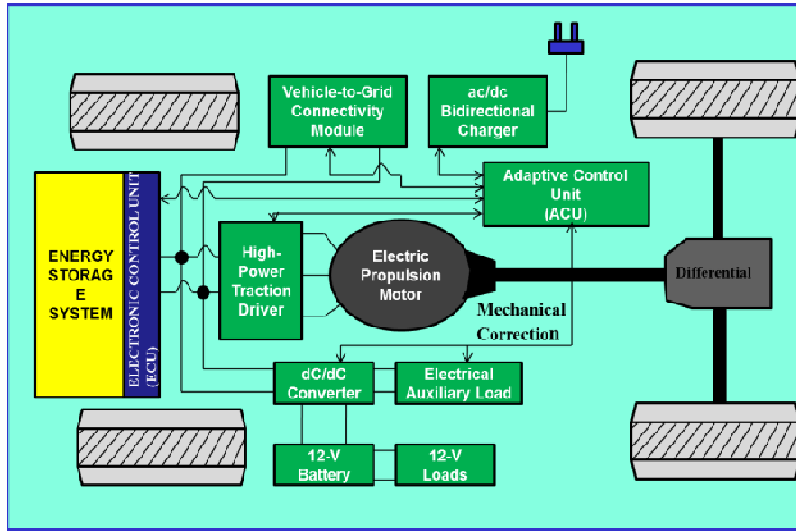 Vehicle-to-Grid
Connectivity
Module
ac/dc
Bidirectional
Charger
Adaptive Control
Unit
(ACU)
ENERGY
STORAG
E
SYSTEM
ELECTRONIC CONTROL UNIT
(ECU)
High-
Power
Traction
Driver
Electric
Propulsion
Motor
Differential
Mechanical
Correction
dC/dC
Converter
Electrical
Auxiliary Load
12-V
Battery
12-V
Loads